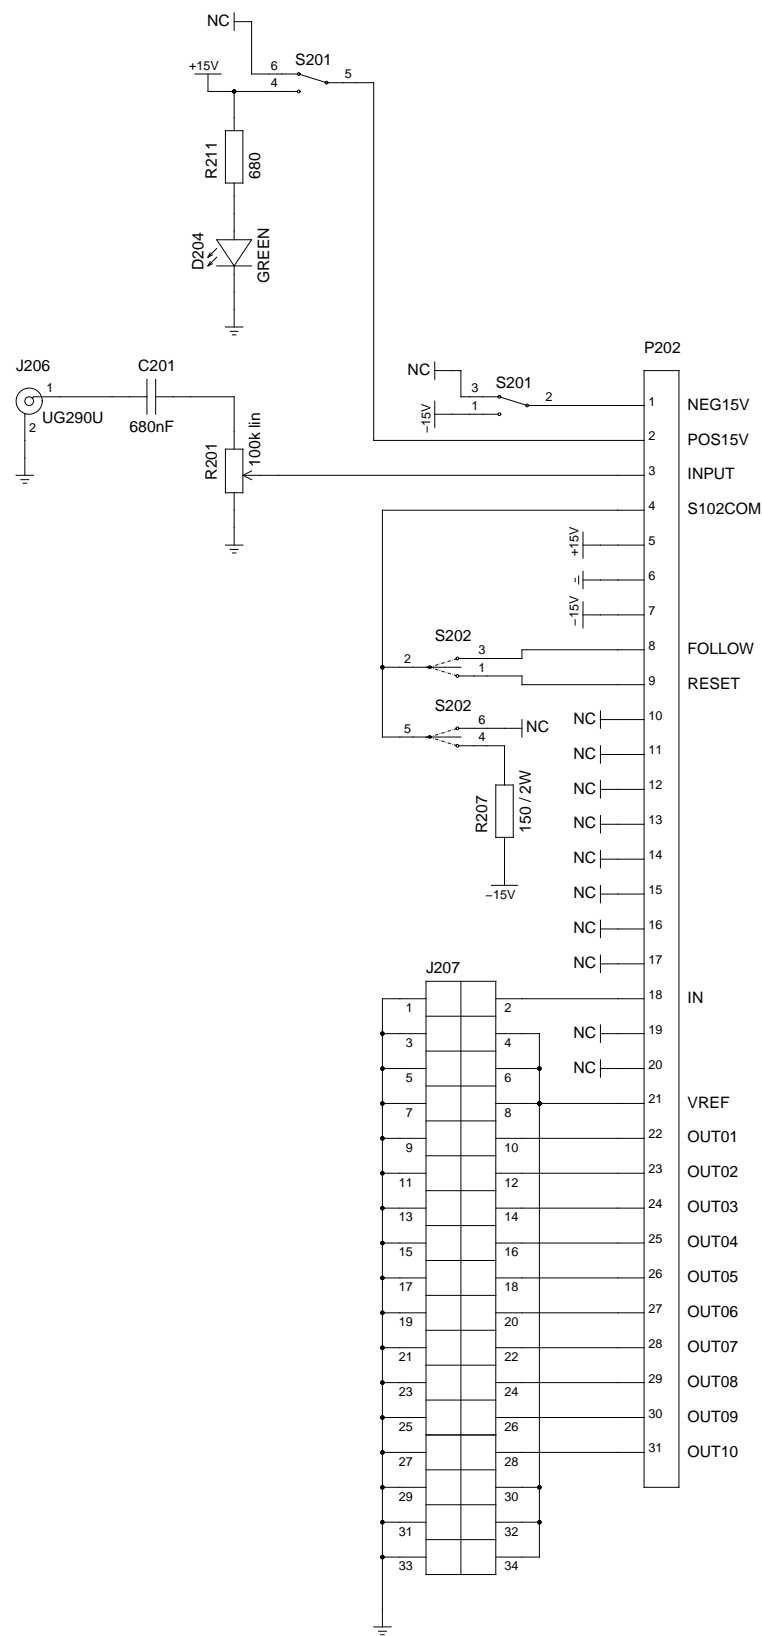 NC
S201
6
5
+15V
4
R211
680
D204
GREEN
P202
J206
C201
NC
S201
1
3
2
1
NEG15V
UG290U
2
680nF
100k lin
R201
−15V
1
2
POS15V
3
INPUT
4
S102COM
+15V
5
6
−15V
7
S202
3
8
FOLLOW
2
1
9
RESET
S202
6
NC
5
4
NC
10
NC
11
R207
150 / 2W
NC
12
NC
13
NC
14
−15V
NC
15
NC
16
NC
17
J207
18
IN
1
2
NC
19
3
4
NC
20
5
6
21
VREF
7
8
22
OUT01
9
10
23
OUT02
11
12
24
OUT03
13
14
25
OUT04
15
16
26
OUT05
17
18
27
OUT06
19
20
28
OUT07
21
22
29
OUT08
23
24
30
OUT09
25
26
31
OUT10
27
28
29
30
31
32
33
34